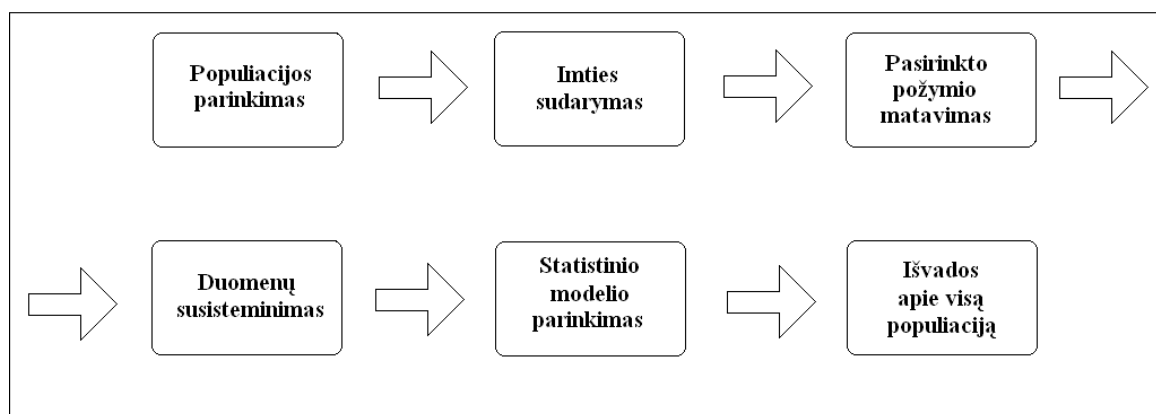 Populiacijos
parinkimas
Imties
sudarymas
Pasirinkto
požymio
matavimas
Duomenų
susisteminimas
Statistinio
modelio
parinkimas
Išvados
apie visą
populiaciją